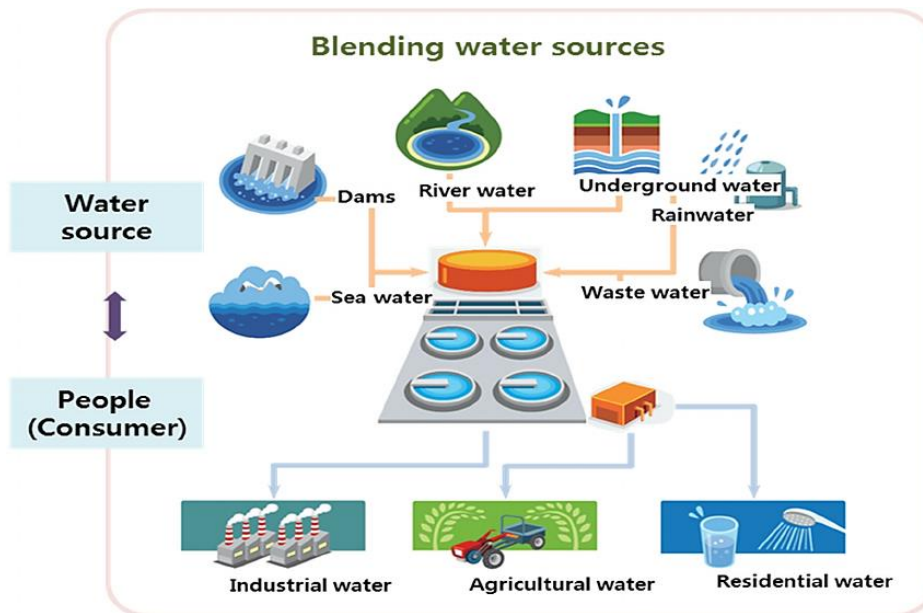 Blending water sources
Water
source
Dams
River water
Underground water
Rainwater
Sea water
Waste water
People
(Consumer)
Industrial water
Agricultural water
Residential water